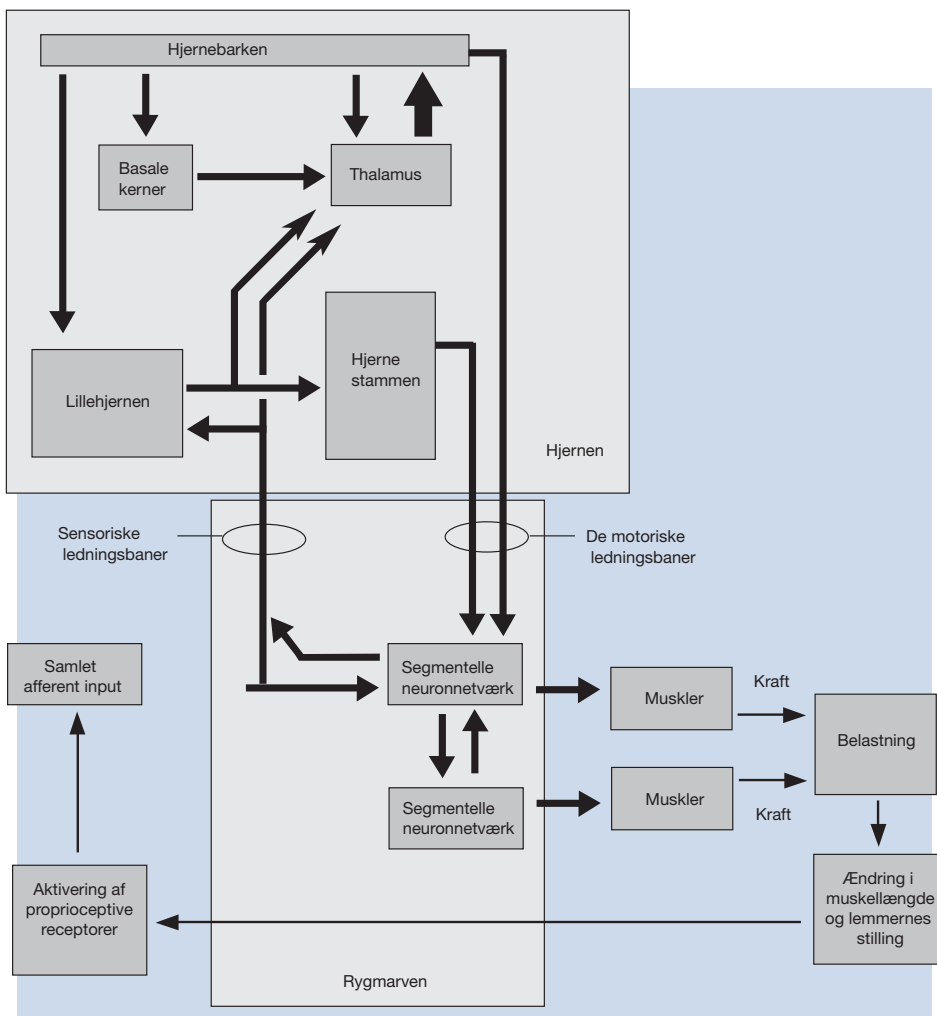 Hjernebarken
Basale
kerner
Thalamus
Lillehjernen
Hjerne
stammen
Hjernen
Sensoriske
ledningsbaner
De motoriske
ledningsbaner
Samlet
afferent input
Segmentelle
neuronnetværk
Muskler
Kraft
Belastning
Segmentelle
neuronnetværk
Muskler
Kraft
Aktivering af
proprioceptive
receptorer
Ændring i
muskellængde
og lemmernes
stilling
Rygmarven